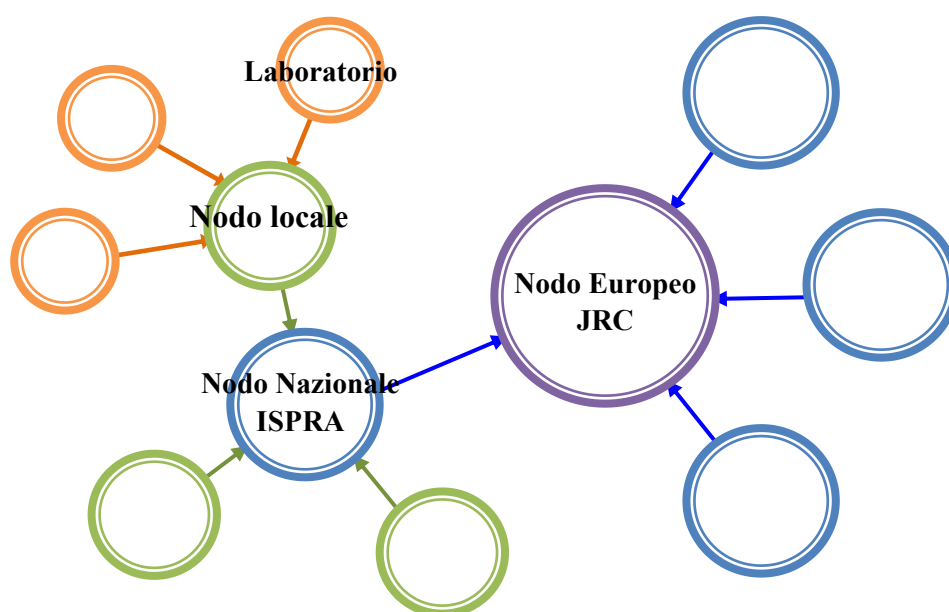 Laboratorio
Nodo locale
Nodo Europeo
JRC
Nodo Nazionale
ISPRA